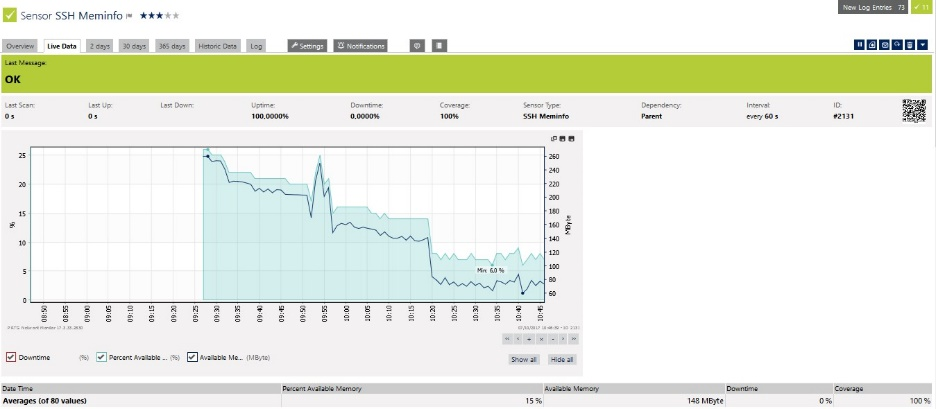 New Log Entries 73 11
Sensor SSH Meminfo
Overview Live Data 2 days 30 days 365 days Historic Data Log Settings Notifications
Last Message:
OK
Last Scan: Last Up: Last Down: Uptime: Downtime: Coverage: Sensor Type: Dependency: Interval: ID:
0 s 0 s 100,0000% 0,0000% 100% SSH Meminfo Parent every 60 s #2131
25 260
240
20 220
200
15 180
160
10 140
120
5 100
80
0 60
% MByte
Min: 6,0 %
08:50 08:55 09:00 09:05 09:10 09:15 09:20 09:25 09:30 09:35 09:40 09:45 09:50 09:55 10:00 10:05 10:10 10:15 10:20 10:25 10:30 10:35 10:40 10:45
PRTG Network Monitor
Downtime (%) Percent Available ... (%) Available Me... (MByte)
Show all Hide all
Date Time Percent Available Memory Available Memory Downtime Coverage
Averages (of 80 values) 15 % 148 MByte 0 % 100 %